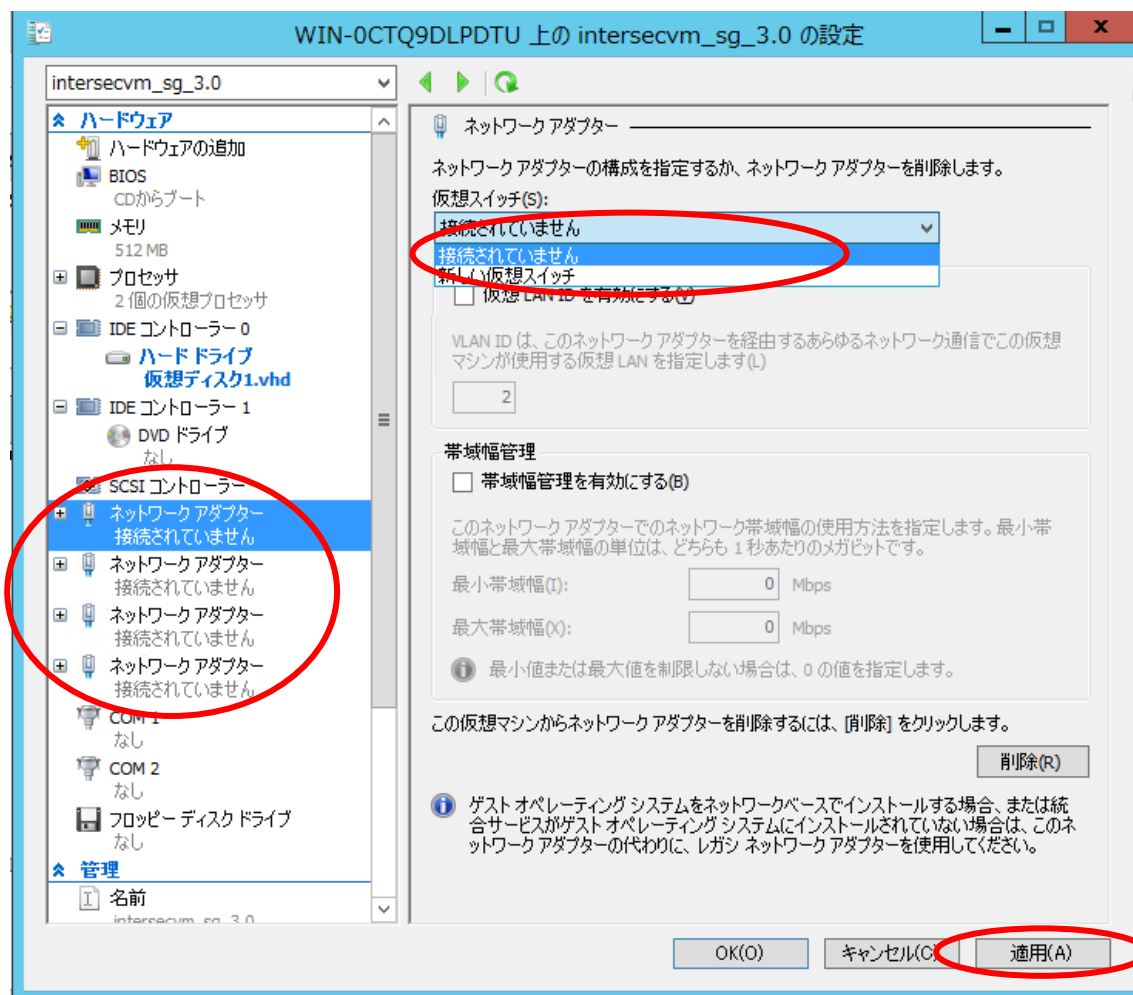 WIN-0CTQ9DLPDTU 上の intersecvm_sg_3.0 の設定
intersecvm_sg_3.0
ハードウェア
ハードウェアの追加
BIOS
CDからブート
メモリ
512 MB
プロセッサ
2 個の仮想プロセッサ
IDE コントローラー 0
ハード ドライブ
仮想ディスク1.vhd
IDE コントローラー 1
DVD ドライブ
なし
SCSI コントローラー
ネットワーク アダプター
接続されていません
ネットワーク アダプター
接続されていません
ネットワーク アダプター
接続されていません
ネットワーク アダプター
接続されていません
COM 1
なし
COM 2
なし
フロッピー ディスク ドライブ
なし
管理
名前
intersecvm_sg_3.0
ネットワーク アダプター
ネットワーク アダプターの構成を指定するか、ネットワーク アダプターを削除します。
仮想スイッチ(S):
接続されていません
接続されていません
新しい仮想スイッチ
仮想 LAN ID を有効にする(V)
VLAN ID は、このネットワーク アダプターを経由するあらゆるネットワーク通信でこの仮想
マシンが使用する仮想 LAN を指定します(L)
2
帯域幅管理
帯域幅管理を有効にする(B)
このネットワーク アダプターでのネットワーク帯域幅の使用方法を指定します。最小帯
域幅と最大帯域幅の単位は、どちらも 1 秒あたりのメガビットです。
最小帯域幅(I):
0 Mbps
最大帯域幅(X):
0 Mbps
最小値または最大値を制限しない場合は、0 の値を指定します。
この仮想マシンからネットワーク アダプターを削除するには、[削除] をクリックします。
削除(R)
ゲスト オペレーティング システムをネットワークベースでインストールする場合、または統
合サービスがゲスト オペレーティング システムにインストールされていない場合は、このネ
ットワーク アダプターの代わりに、レガシ ネットワーク アダプターを使用してください。
OK(O)
キャンセル(C)
適用(A)